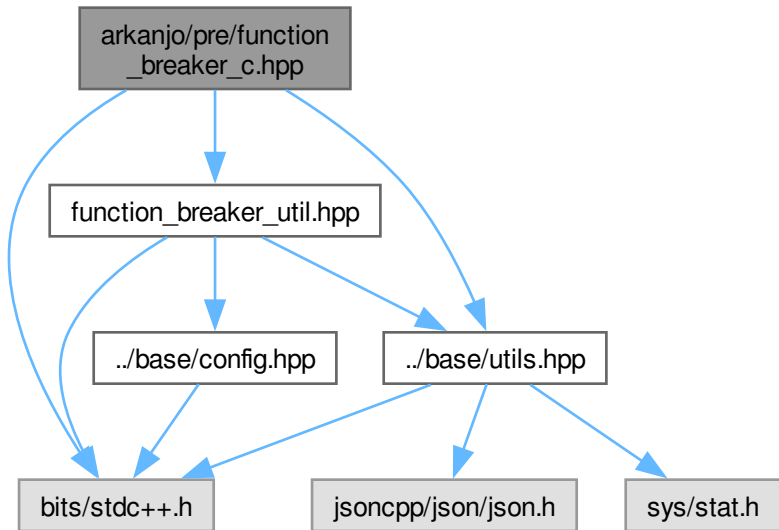 arkanjo/pre/function
_breaker_c.hpp
function_breaker_util.hpp
../base/config.hpp
../base/utils.hpp
bits/stdc++.h
jsoncpp/json/json.h
sys/stat.h